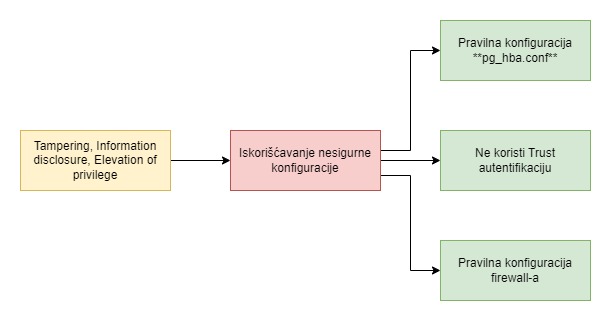 Pravilna konfiguracija
**pg_hba.conf**
Tampering, Information
disclosure, Elevation of
privilege
Iskorišćavanje nesigurne
konfiguracije
Ne koristi Trust
autentifikaciju
Pravilna konfiguracija
firewall-a